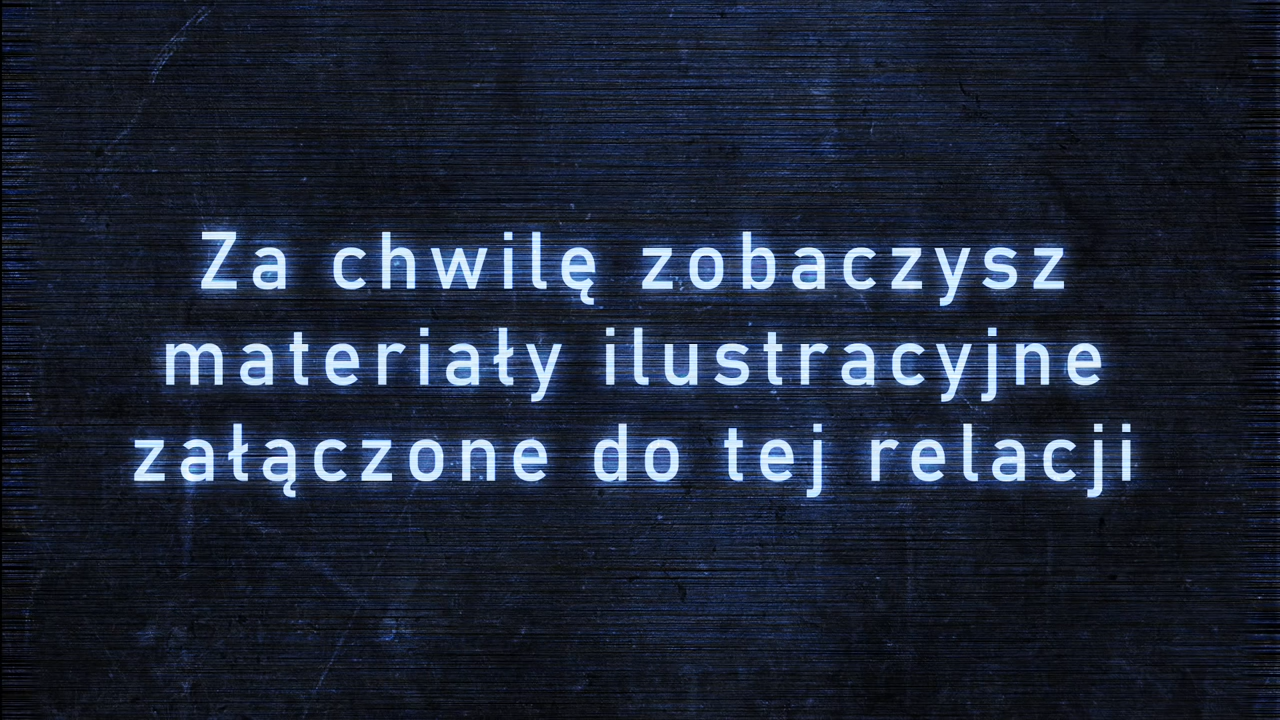 Za chwilę zobaczysz
materiały ilustracyjne
załączone do tej relacji